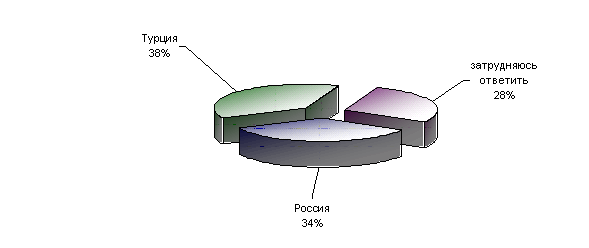 Турция
38%
затрудняюсь
ответить
28%
Россия
34%